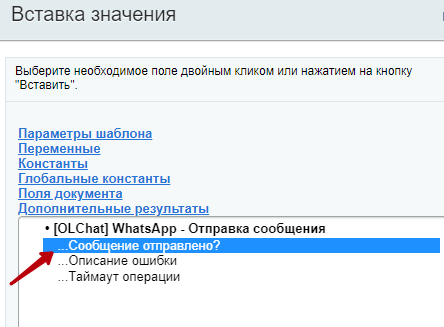 Вставка значения
Выберите необходимое поле двойным кликом или нажатием на кнопку
"Вставить".
Параметры шаблона
Переменные
Константы
Глобальные константы
Поля документа
Дополнительные результаты
• [OLChat] WhatsApp - Отправка сообщения
...Сообщение отправлено?
...Описание ошибки
...Таймаут операции